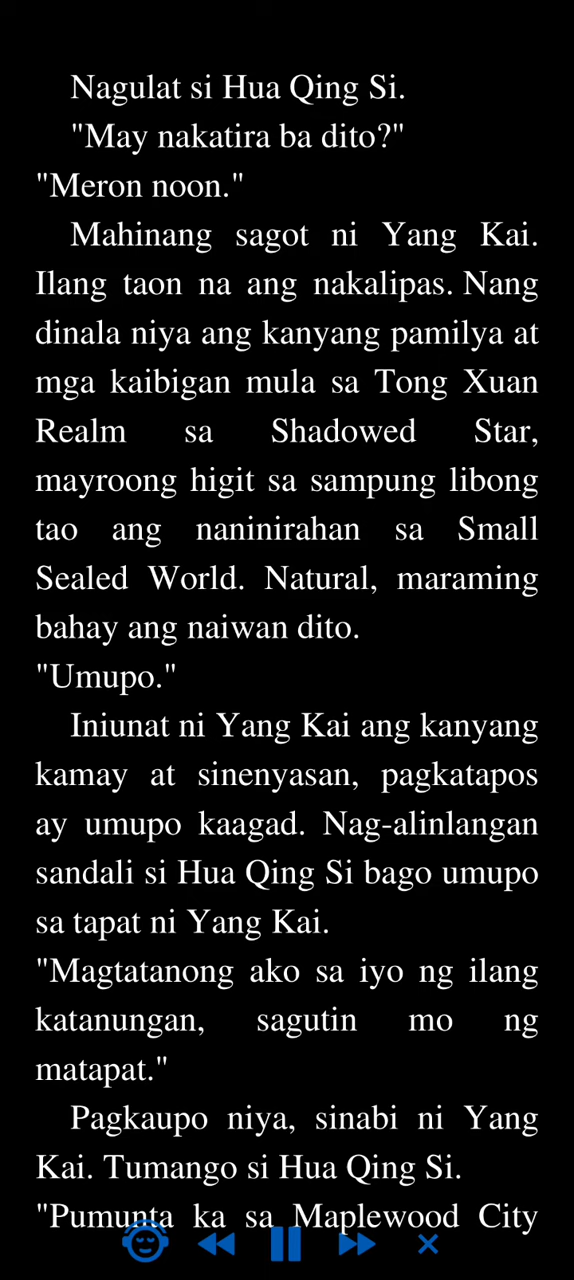 Nagulat si Hua Qing Si.
"May nakatira ba dito?"
"Meron noon."
Mahinang sagot ni Yang Kai.
Ilang taon na ang nakalipas. Nang
dinala niya ang kanyang pamilya at
mga kaibigan mula sa Tong Xuan
Realm sa Shadowed Star,
mayroong higit sa sampung libong
tao ang naninirahan sa Small
Sealed World. Natural, maraming
bahay ang naiwan dito.
"Umupo."
Iniunat ni Yang Kai ang kanyang
kamay at sinenyasan, pagkatapos
ay umupo kaagad. Nag-alinlangan
sandali si Hua Qing Si bago umupo
sa tapat ni Yang Kai.
"Magtatanong ako sa iyo ng ilang
katanungan, sagutin mo ng
matapat."
Pagkaupo niya, sinabi ni Yang
Kai. Tumango si Hua Qing Si.
"Pumunta ka sa Maplewood City